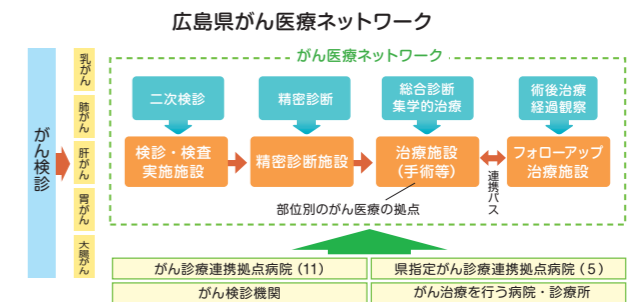 広島県がん医療ネットワーク
がん医療ネットワーク
がん検診
乳がん
肺がん
肝がん
胃がん
大腸がん
二次検診
精密診断
総合診断
集学的治療
術後治療
経過観察
検診・検査
実施施設
精密診断施設
治療施設
(手術等)
連携パス
フォローアップ
治療施設
部位別のがん医療の拠点
がん診療連携拠点病院(11)
県指定がん診療連携拠点病院(5)
がん検診機関
がん治療を行う病院・診療所